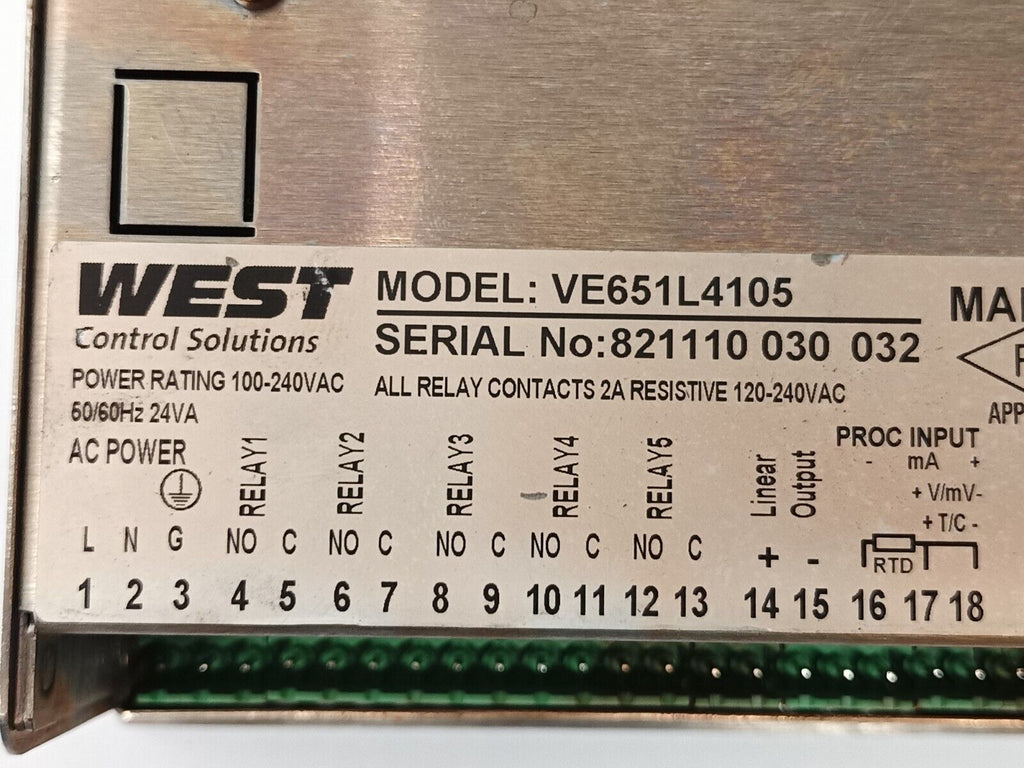 WEST
Control Solutions
MODEL: VE651L4105
SERIAL No:821110 030 032
POWER RATING 100-240VAC
50/60Hz 24VA
ALL RELAY CONTACTS 2A RESISTIVE 120-240VAC
AC POWER
RELAY1
RELAY2
RELAY3
RELAY4
RELAY5
Linear
Output
PROC INPUT
- mA +
+ V/mV-
+ T/C -
RTD
L N G NO C NO C NO C NO C NO C + -
1 2 3 4 5 6 7 8 9 10 11 12 13 14 15 16 17 18